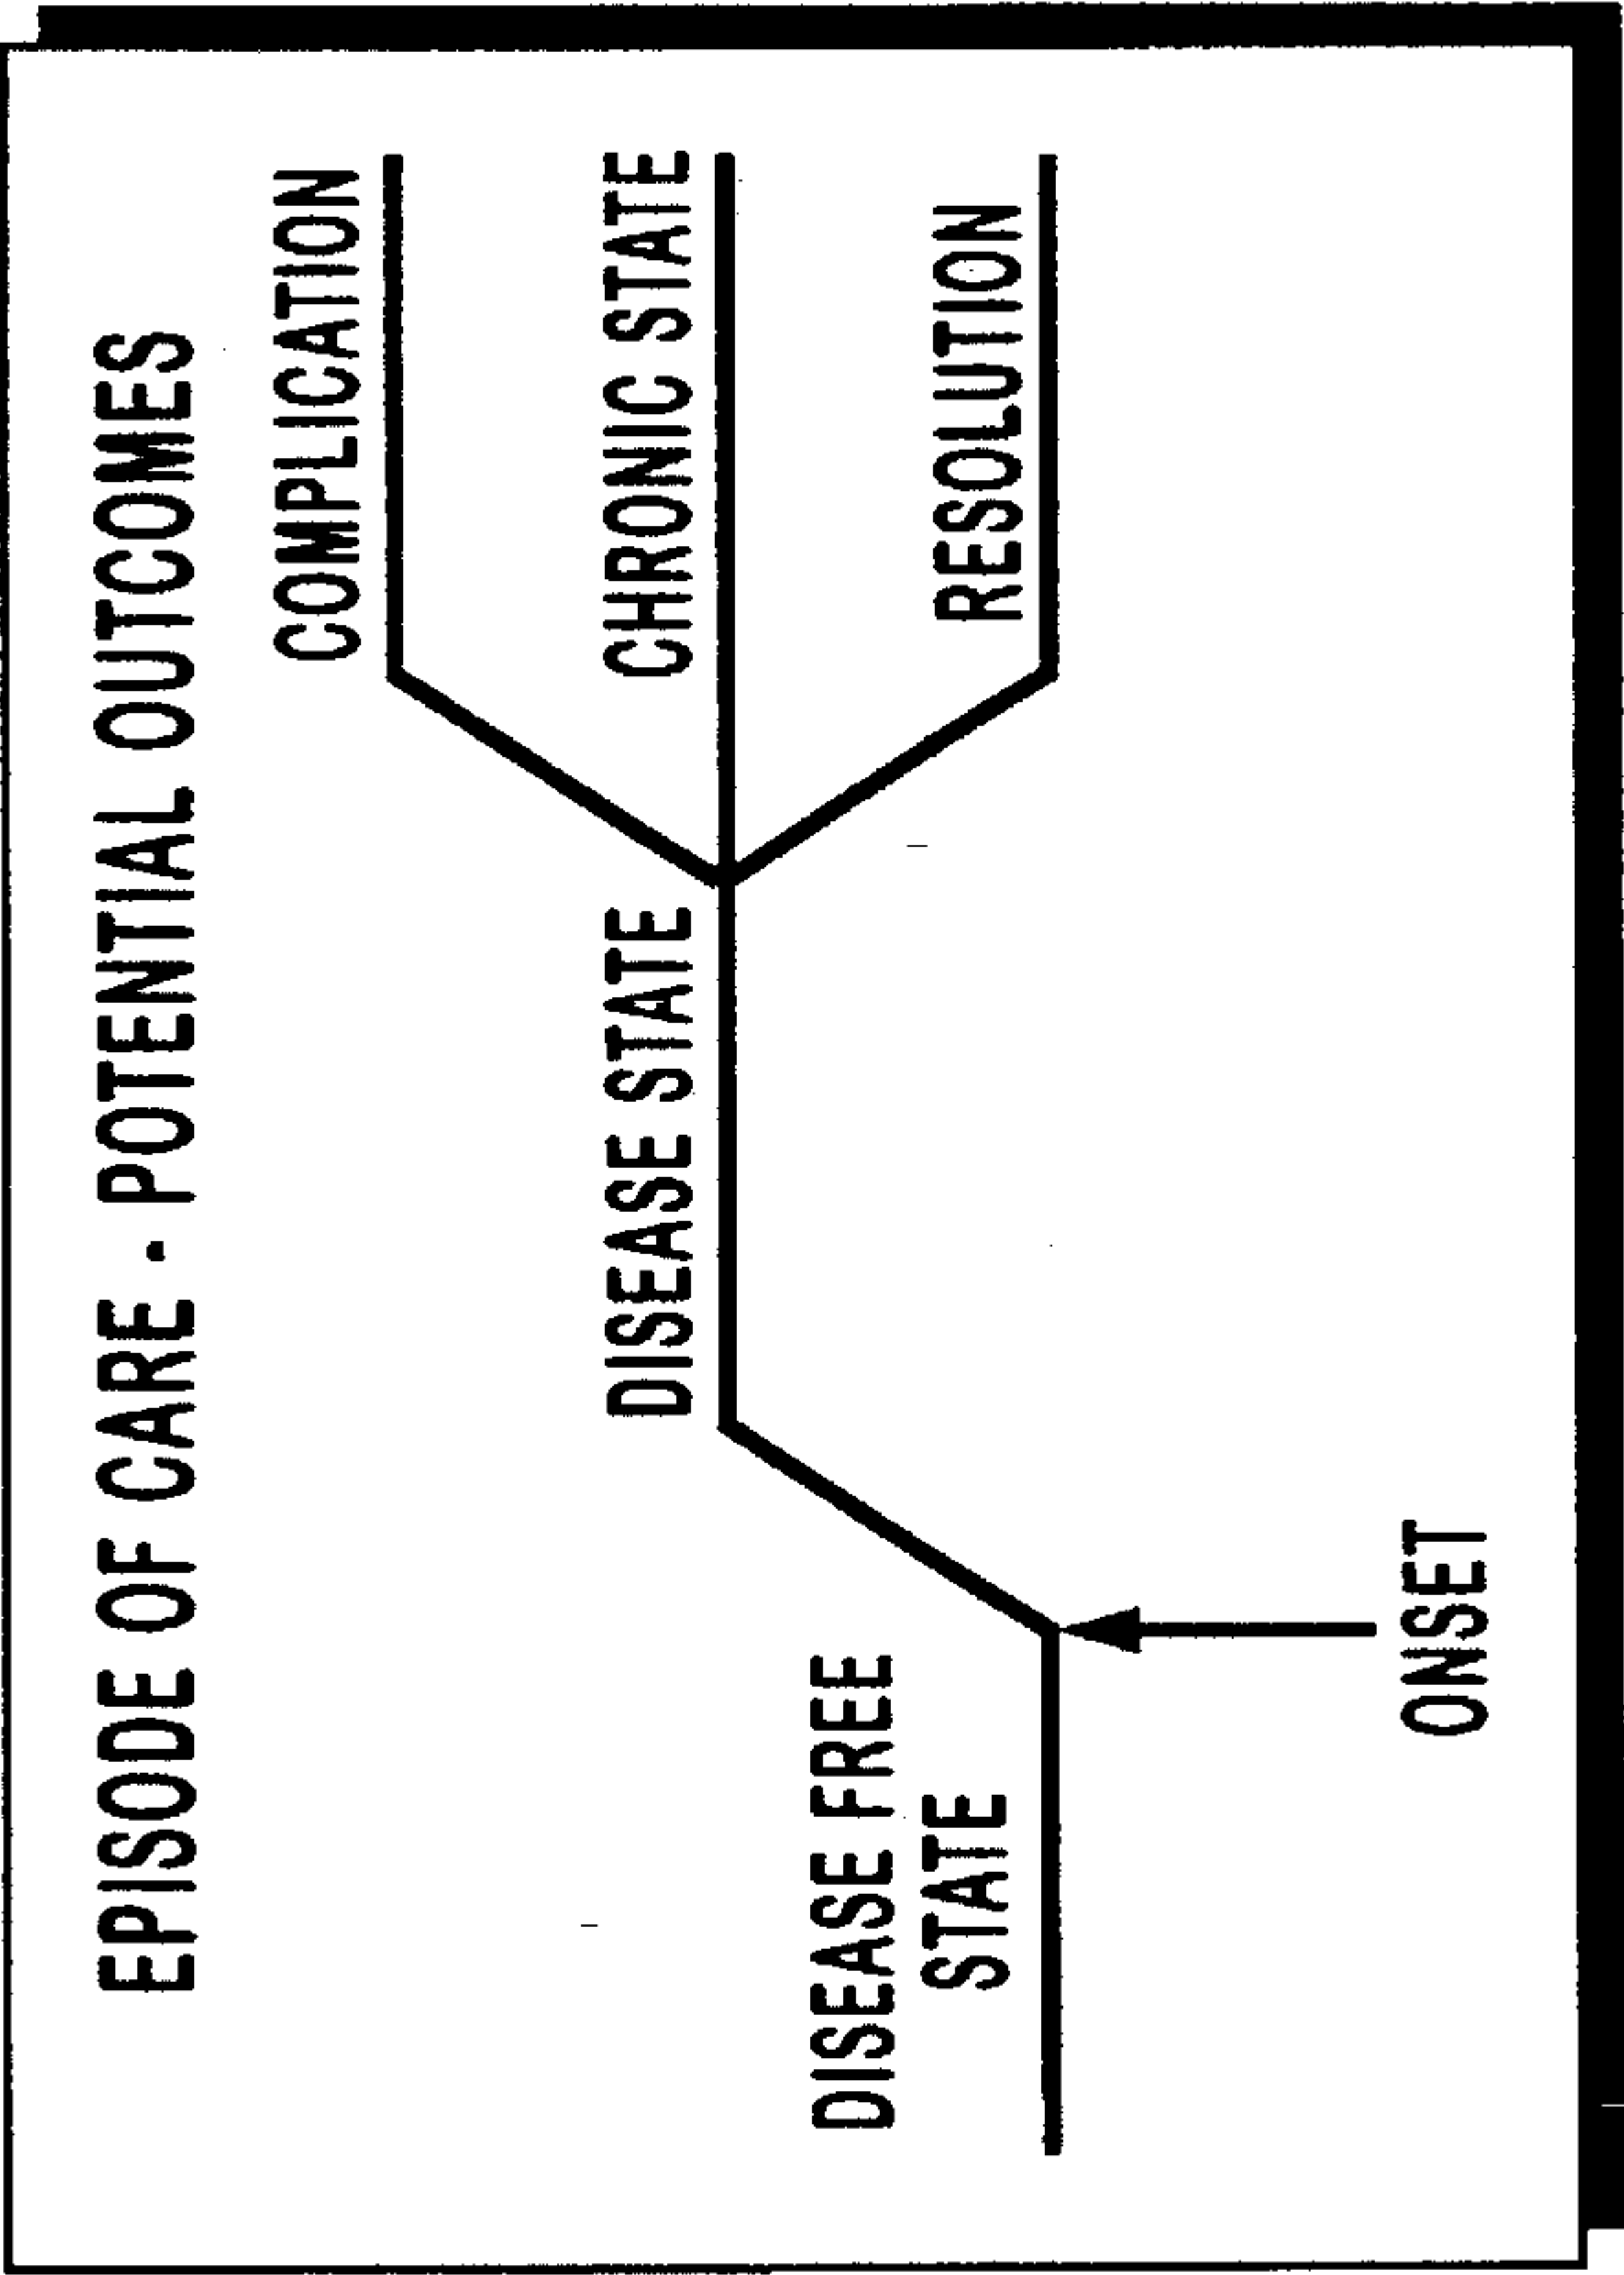 EPISODE OF CARE - POTENTIAL OUTCOMES
COMPLICATION
DISEASE STATE
CHRONIC STATE
DISEASE FREE
STATE
RESOLUTION
ONSET